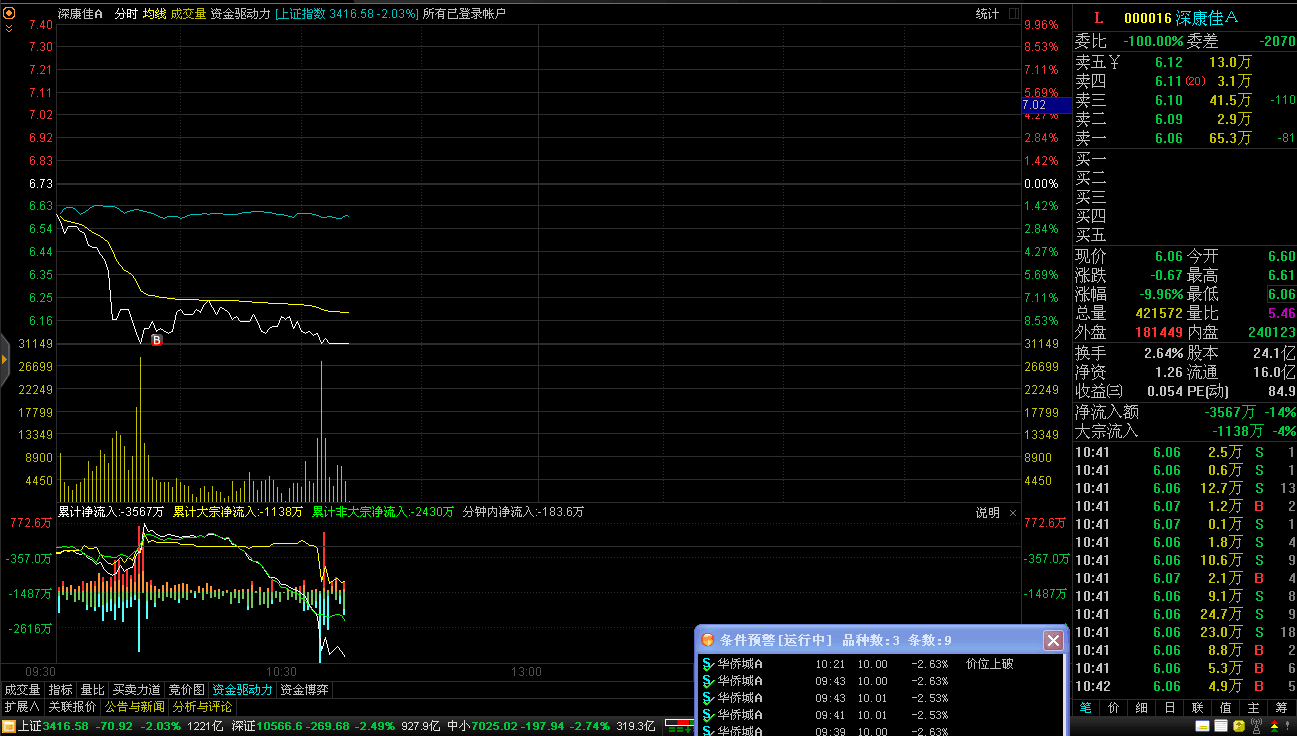 深康佳A 分时 均线 成交量 资金驱动力 [上证指数 3416.58 -2.03%] 所有已登录帐户 统计
7.40 9.96%
7.30 8.53%
7.21 7.11%
7.11 5.69%
7.02 7.02 4.27%
6.92 2.84%
6.83 1.42%
6.73 0.00%
6.63 1.42%
6.54 2.84%
6.44 4.27%
6.35 5.69%
6.25 7.11%
6.16 8.53%
B
31149 31149
26699 26699
22249 22249
17799 17799
13349 13349
8900 8900
4450 4450
累计净流入:-3567万 累计大宗净流入:-1138万 累计非大宗净流入:-2430万 分钟内净流入:-183.6万 说明 ×
772.6万 772.6万
-357.0万 -357.0万
-1487万 -1487万
-2616万
09:30 10:30 13:00
成交量 指标 量比 买卖力道 竞价图 资金驱动力 资金博弈
扩展∧ 关联报价 公告与新闻 分析与评论
上证3416.58 -70.92 -2.03% 1221亿 深证10566.6 -269.68 -2.49% 927.9亿 中小7025.02 -197.94 -2.74% 319.3亿
条件预警[运行中] 品种数:3 条数:9
华侨城A 10:21 10.00 -2.63% 价位上破
华侨城A 09:43 10.00 -2.63%
华侨城A 09:43 10.01 -2.53%
华侨城A 09:41 10.01 -2.53%
华侨城A 09:39 10.00 -2.63%
L 000016 深康佳A
委比 -100.00% 委差 -2070
卖五¥ 6.12 13.0万
卖四 6.11(20) 3.1万
卖三 6.10 41.5万 -110
卖二 6.09 2.9万
卖一 6.06 65.3万 -81
买一
买二
买三
买四
买五
现价 6.06 今开 6.60
涨跌 -0.67 最高 6.61
涨幅 -9.96% 最低 6.06
总量 421572 量比 5.46
外盘 181449 内盘 240123
换手 2.64% 股本 24.1亿
净资 1.26 流通 16.0亿
收益㈢ 0.054 PE(动) 84.9
净流入额 -3567万 -14%
大宗流入 -1138万 -4%
10:41 6.06 2.5万 S 1
10:41 6.06 0.6万 S 1
10:41 6.06 12.7万 S 13
10:41 6.07 1.2万 B 2
10:41 6.07 0.1万 S 1
10:41 6.06 1.8万 S 4
10:41 6.06 10.6万 S 9
10:41 6.07 2.1万 B 4
10:41 6.06 9.1万 S 8
10:41 6.06 24.7万 S 9
10:41 6.06 23.0万 S 18
10:41 6.06 8.8万 B 2
10:41 6.06 5.3万 B 6
10:42 6.06 4.9万 B 5
笔 价 细 日 联 值 主 筹